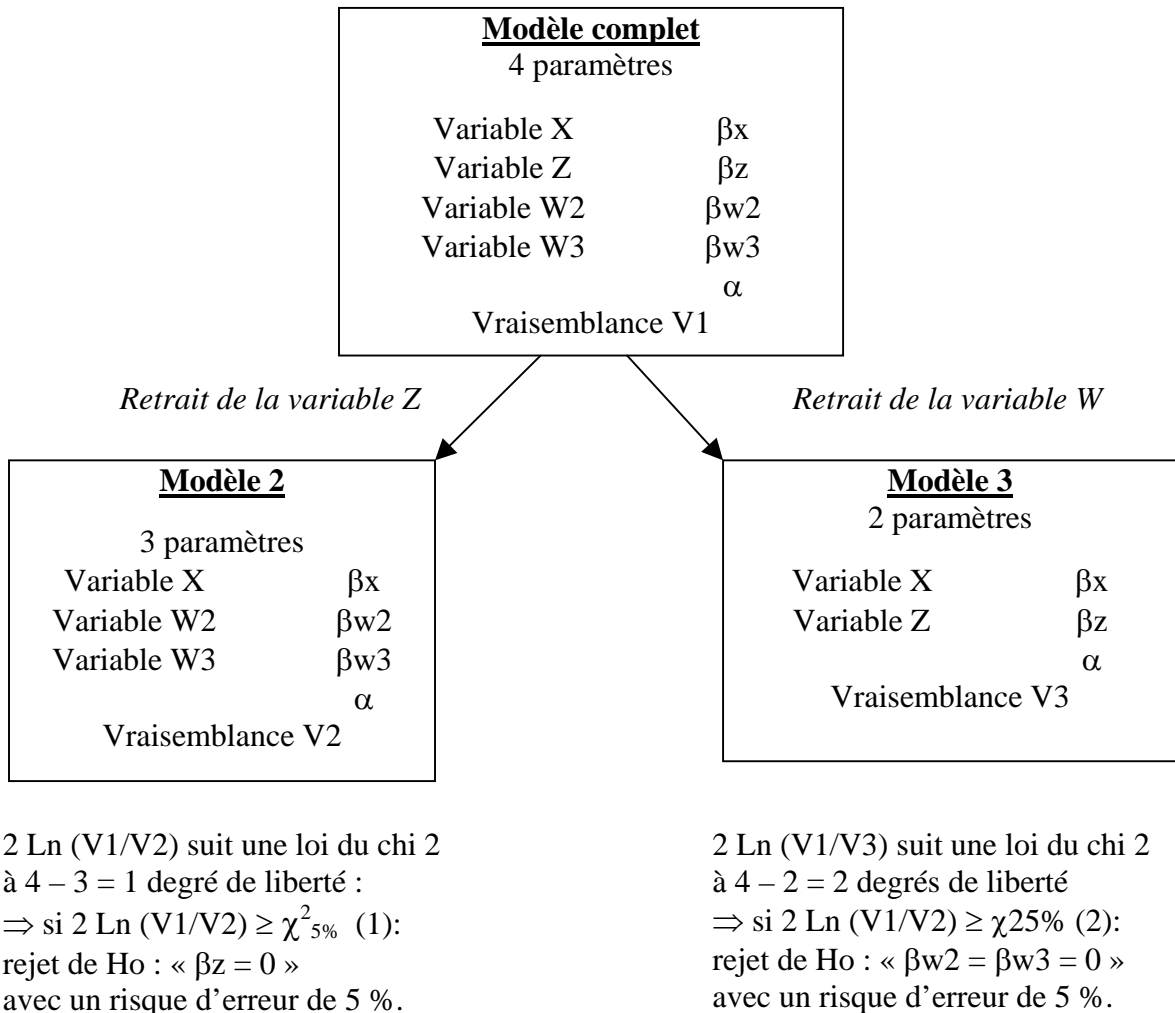 Modèle complet
4 paramètres
Variable X βx
Variable Z βz
Variable W2 βw2
Variable W3 βw3
α
Vraisemblance V1
Retrait de la variable Z
Retrait de la variable W
Modèle 2
3 paramètres
Variable X βx
Variable W2 βw2
Variable W3 βw3
α
Vraisemblance V2
Modèle 3
2 paramètres
Variable X βx
Variable Z βz
α
Vraisemblance V3
2 Ln (V1/V2) suit une loi du chi 2
à 4 – 3 = 1 degré de liberté :
⇒ si 2 Ln (V1/V2) ≥ χ²₅% (1):
rejet de Ho : « βz = 0 »
avec un risque d’erreur de 5 %.
2 Ln (V1/V3) suit une loi du chi 2
à 4 – 2 = 2 degrés de liberté
⇒ si 2 Ln (V1/V2) ≥ χ25% (2):
rejet de Ho : « βw2 = βw3 = 0 »
avec un risque d’erreur de 5 %.